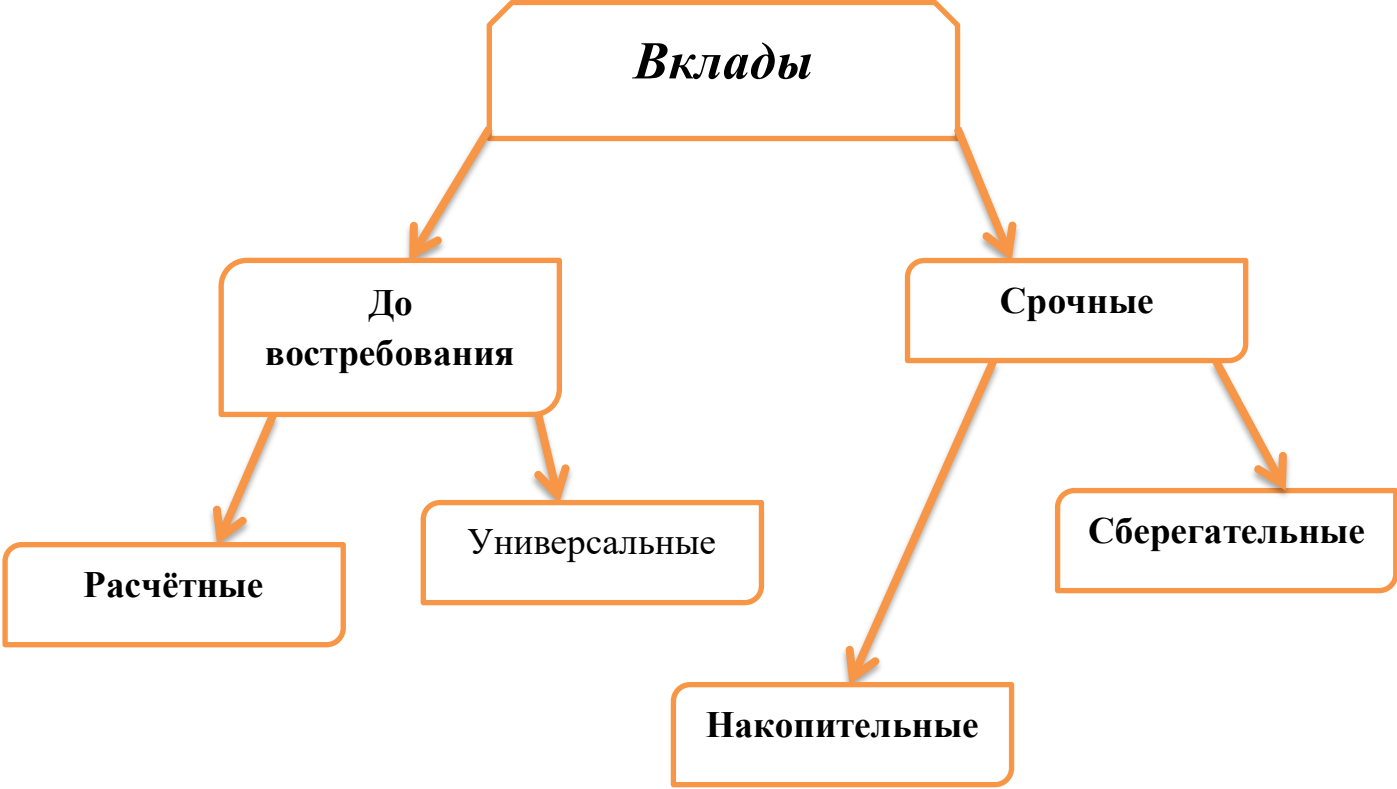 Вклады
До
востребования
Срочные
Расчётные
Универсальные
Сберегательные
Накопительные